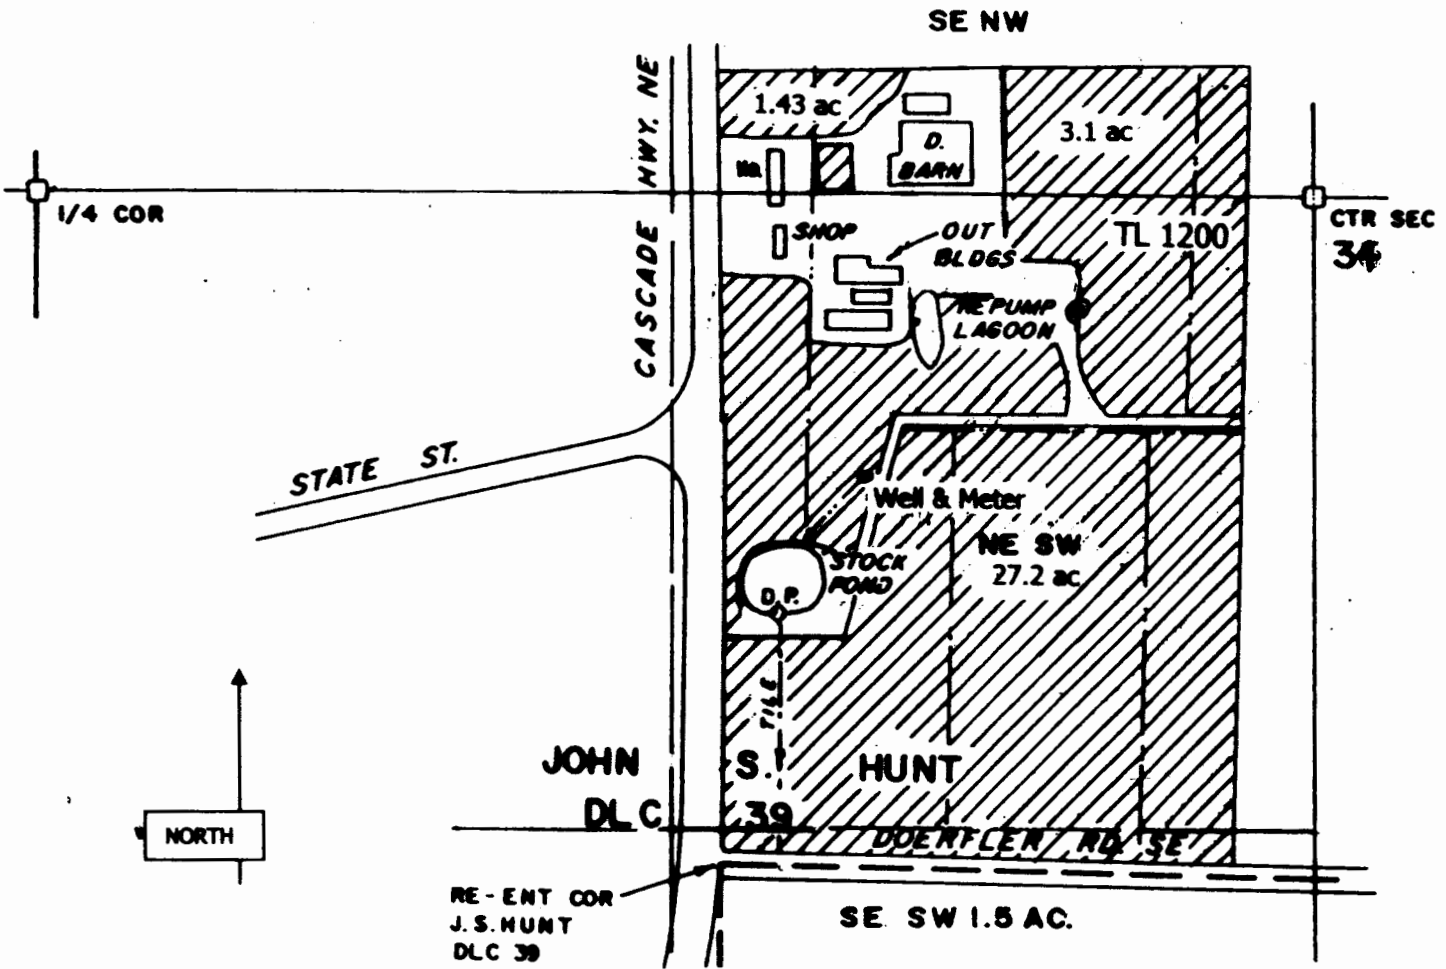 SE NW
CASCADE HWY. NE
1.43 ac
3.1 ac
D.
BARN
Ho.
1/4 COR
CTR SEC
34
SHOP
OUT
BLDGS
TL 1200
PUMP
LAGOON
STATE ST.
Well & Meter
NE SW
27.2 ac
STOCK
POND
D. P.
TILE
JOHN S. HUNT
DLC 39
NORTH
DOERFLER RD. SE
RE-ENT COR
J.S. HUNT
DLC 39
SE SW 1.5 AC.